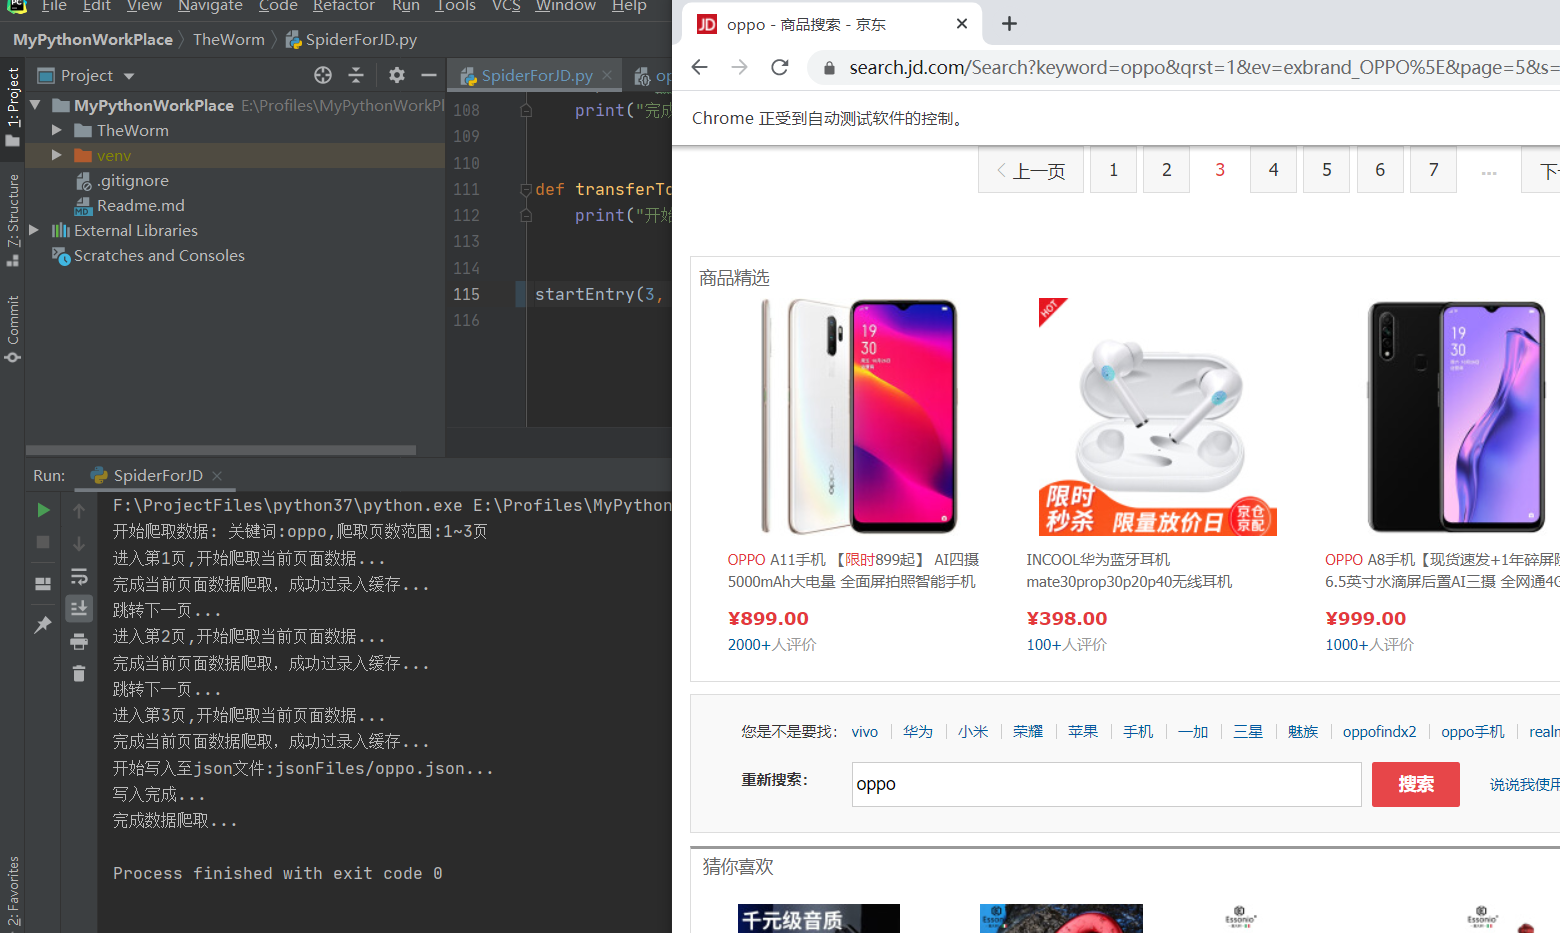 File Edit View Navigate Code Refactor Run Tools VCS Window Help
MyPythonWorkPlace TheWorm SpiderForJD.py
1: Project
7: Structure
Commit
2: Favorites
Project
MyPythonWorkPlace E:\Profiles\MyPythonWorkPl
TheWorm
venv
.gitignore
Readme.md
External Libraries
Scratches and Consoles
SpiderForJD.py
op
108 print("完成
109
110
111 def transferTo
112 print("开始
113
114
115 startEntry(3,
116
Run: SpiderForJD
F:\ProjectFiles\python37\python.exe E:\Profiles\MyPython
开始爬取数据: 关键词:oppo,爬取页数范围:1~3页
进入第1页,开始爬取当前页面数据...
完成当前页面数据爬取, 成功过录入缓存...
跳转下一页...
进入第2页,开始爬取当前页面数据...
完成当前页面数据爬取, 成功过录入缓存...
跳转下一页...
进入第3页,开始爬取当前页面数据...
完成当前页面数据爬取, 成功过录入缓存...
开始写入至json文件:jsonFiles/oppo.json...
写入完成...
完成数据爬取...
Process finished with exit code 0
JD oppo - 商品搜索 - 京东
search.jd.com/Search?keyword=oppo&qrst=1&ev=exbrand_OPPO%5E&page=5&s=
Chrome 正受到自动测试软件的控制。
上一页 1 2 3 4 5 6 7 ... 下一
商品精选
19
30
oppo
HOT
限时
秒杀 限量放价日 京仓
京配
19
30
OPPO A11手机 【限时899起】 AI四摄
5000mAh大电量 全面屏拍照智能手机
¥899.00
2000+人评价
INCOOL华为蓝牙耳机
mate30prop30p20p40无线耳机
¥398.00
100+人评价
OPPO A8手机【现货速发+1年碎屏险
6.5英寸水滴屏后置AI三摄 全网通4G
¥999.00
1000+人评价
您是不是要找: vivo 华为 小米 荣耀 苹果 手机 一加 三星 魅族 oppofindx2 oppo手机 realm
重新搜索: oppo 搜索 说说我使用
猜你喜欢
千元级音质
Essonio
Essonio